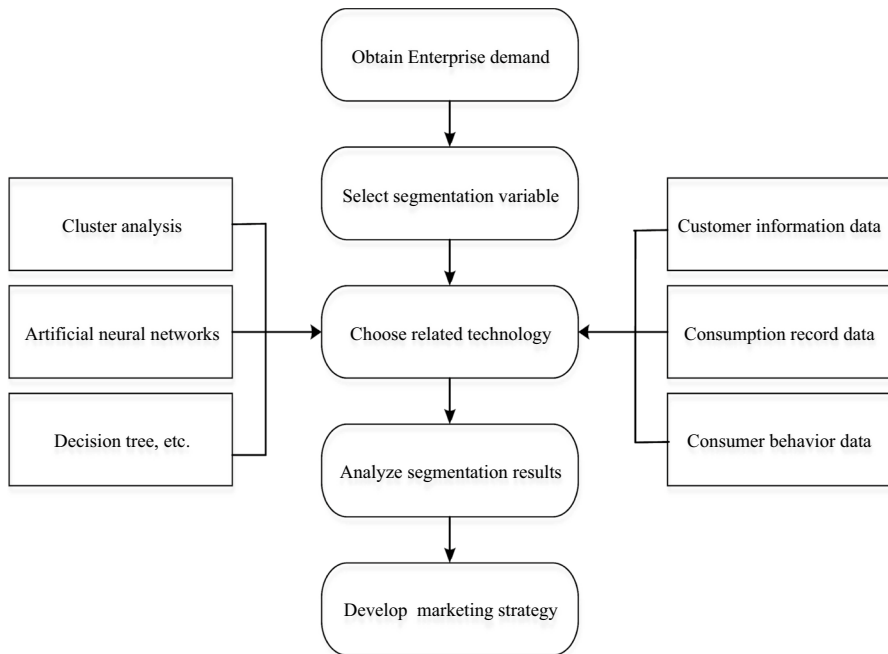 Obtain Enterprise demand
Select segmentation variable
Cluster analysis
Customer information data
Artificial neural networks
Choose related technology
Consumption record data
Decision tree, etc.
Consumer behavior data
Analyze segmentation results
Develop marketing strategy